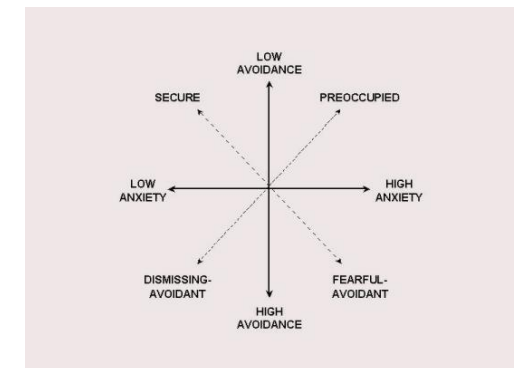 LOW
AVOIDANCE
SECURE
PREOCCUPIED
LOW
ANXIETY
HIGH
ANXIETY
DISMISSING-
AVOIDANT
FEARFUL-
AVOIDANT
HIGH
AVOIDANCE